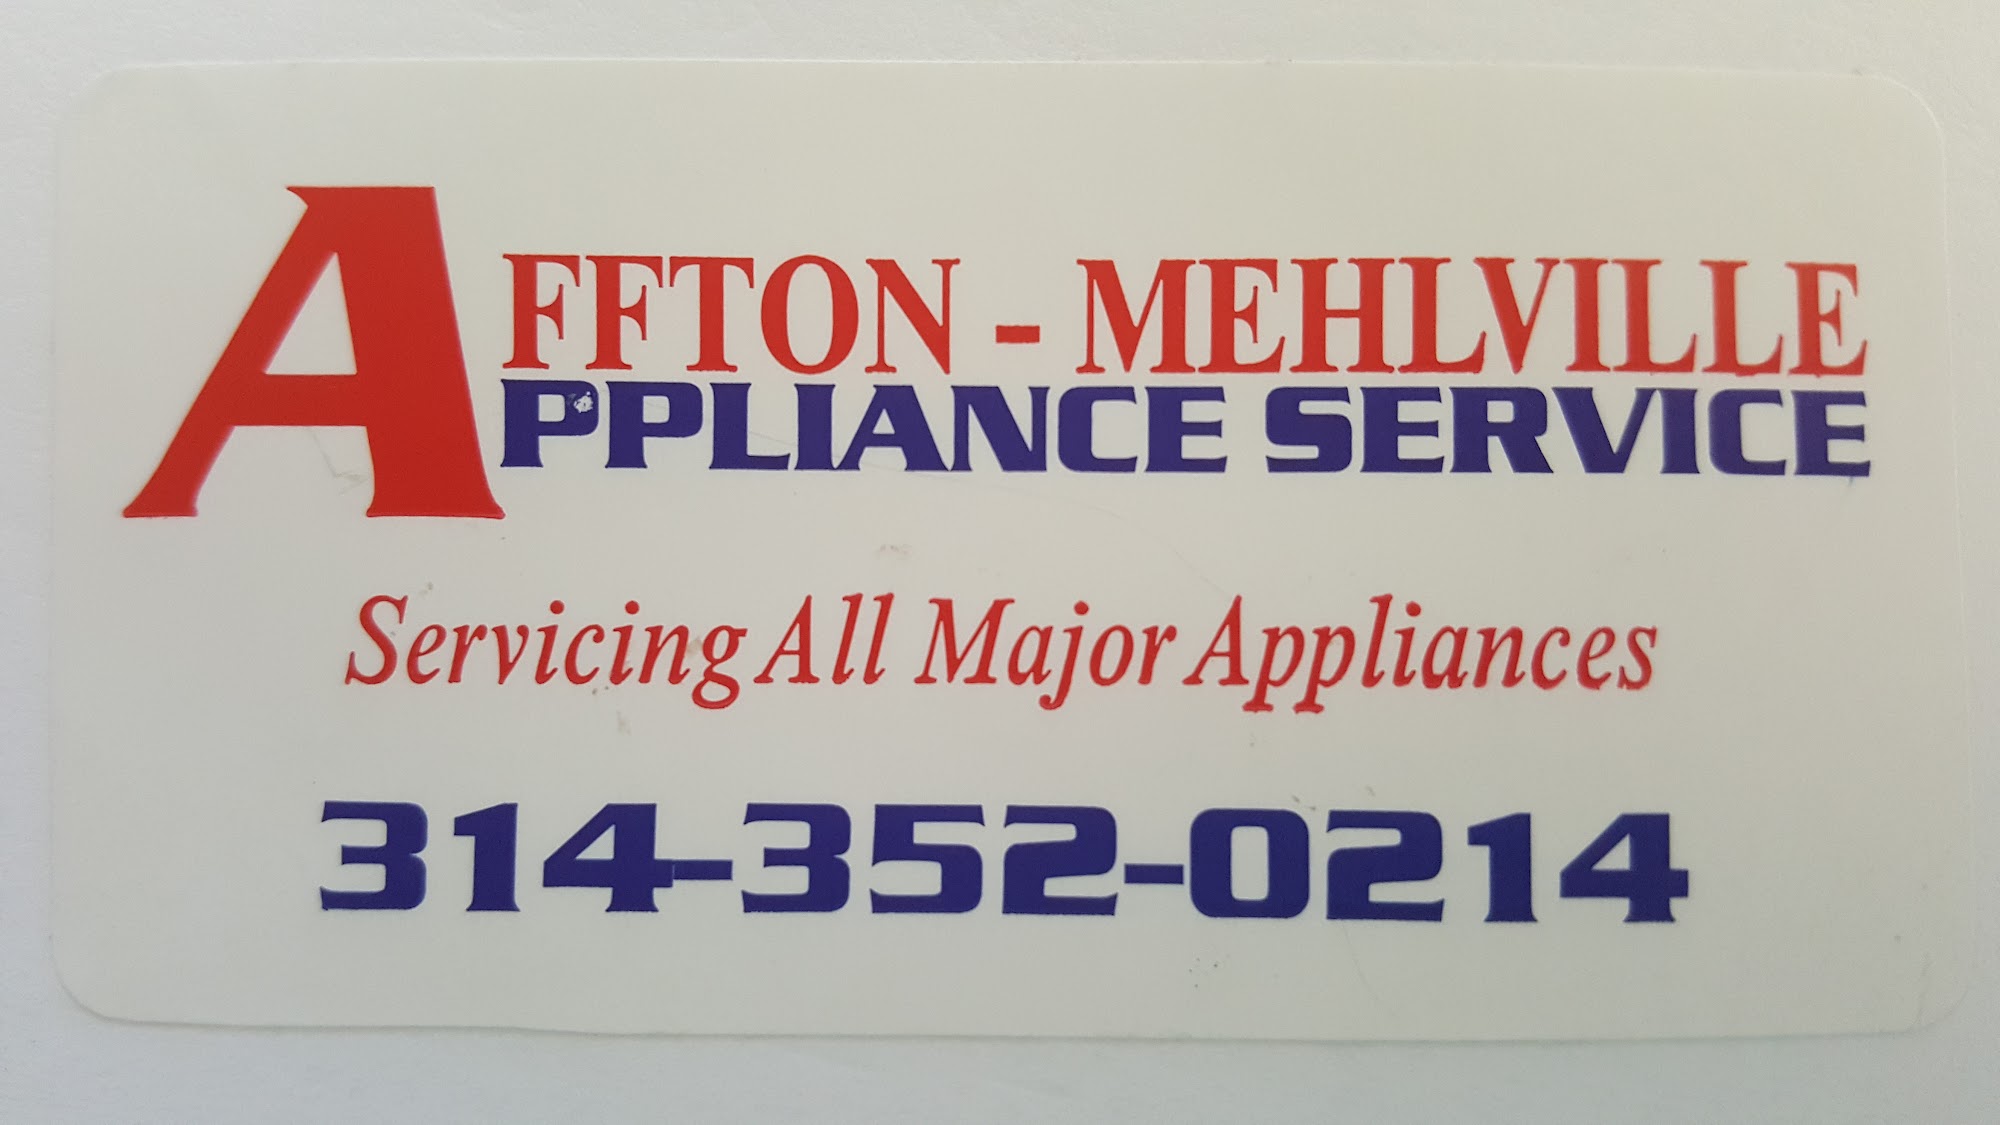 AFFTON - MEHLVILLE
APPLIANCE SERVICE
Servicing All Major Appliances
314-352-0214